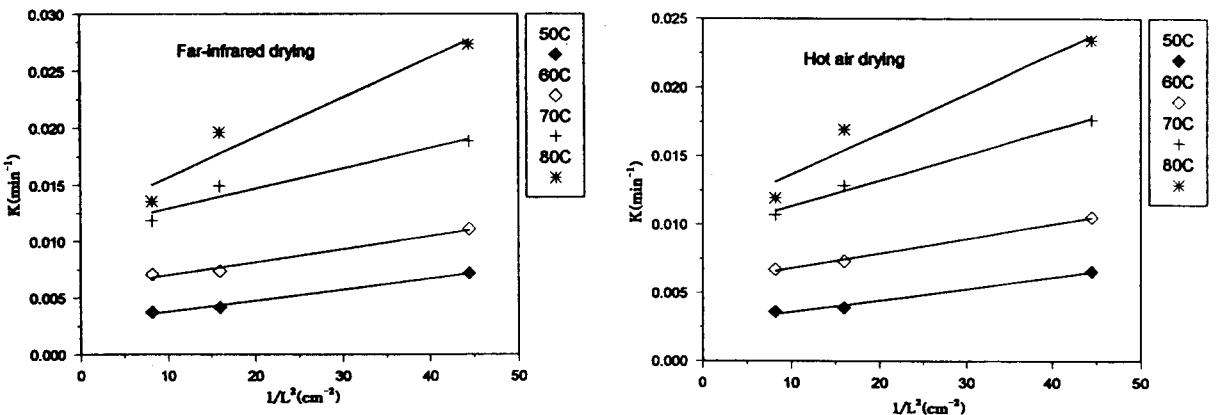 Far-infrared drying
0.030
0.025
0.020
0.015
0.010
0.005
0.000
K(min⁻¹)
0 10 20 30 40 50
1/L²(cm⁻²)
50C
60C
70C
80C
Hot air drying
0.025
0.020
0.015
0.010
0.005
0.000
K(min⁻¹)
0 10 20 30 40 50
1/L²(cm⁻²)
50C
60C
70C
80C